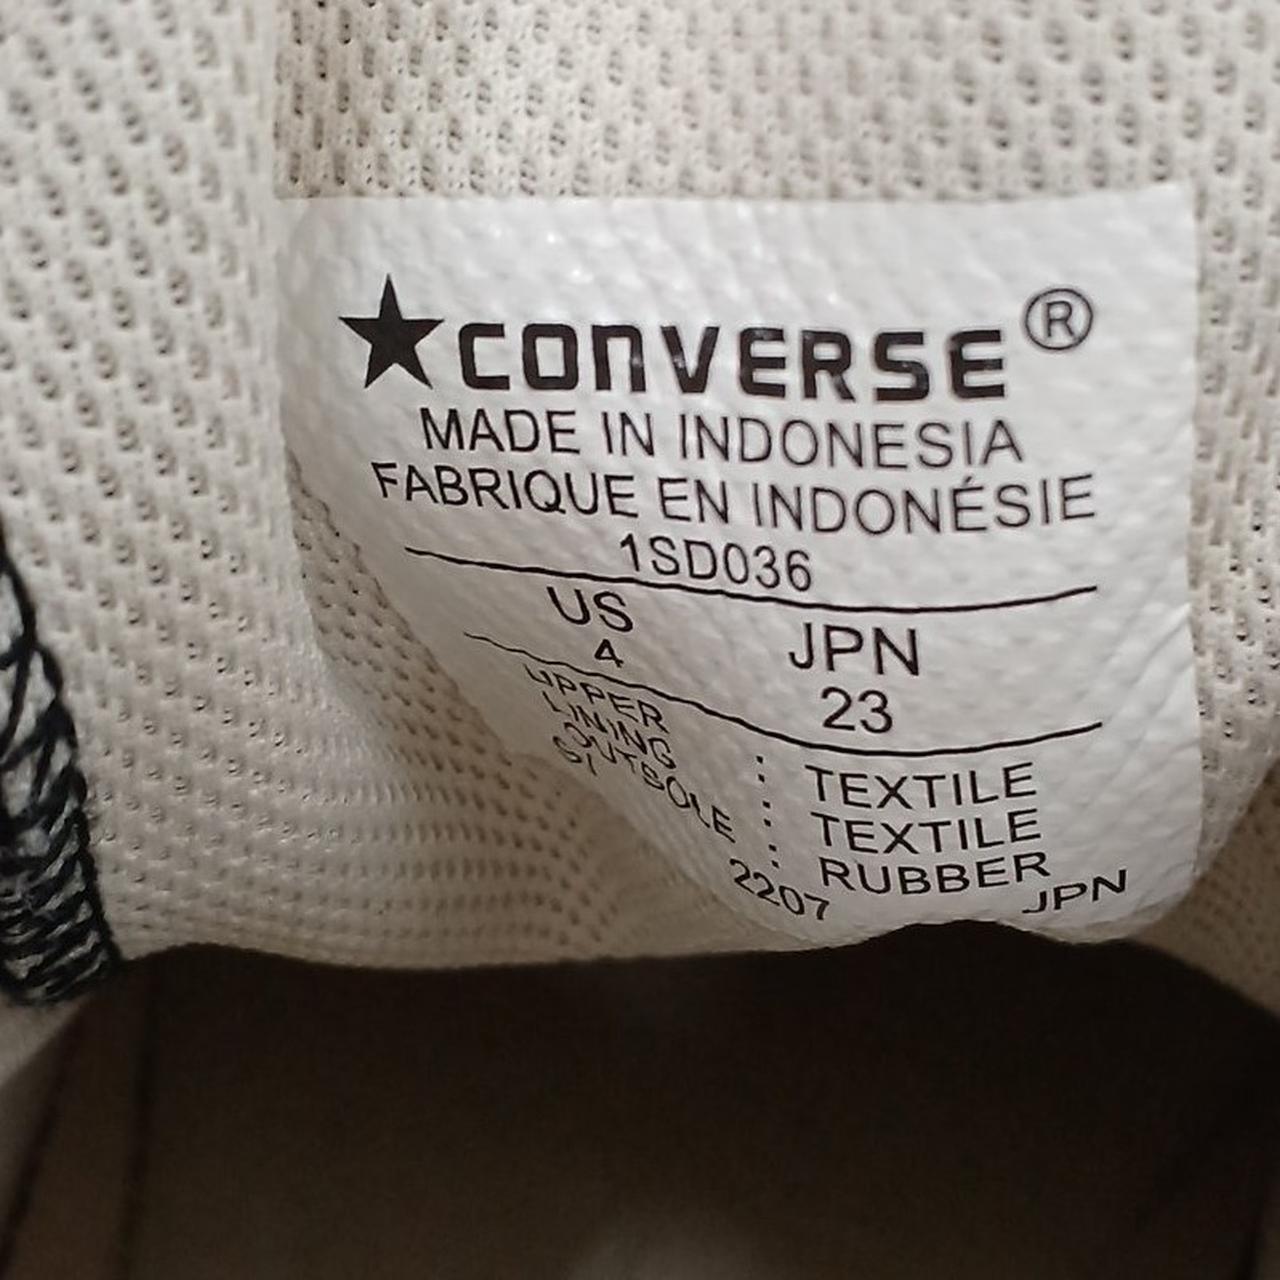 ★CONVERSE®
MADE IN INDONESIA
FABRIQUE EN INDONÉSIE
1SD036
US JPN
4 23
UPPER : TEXTILE
LINING : TEXTILE
OUTSOLE : RUBBER
SI 2207 JPN